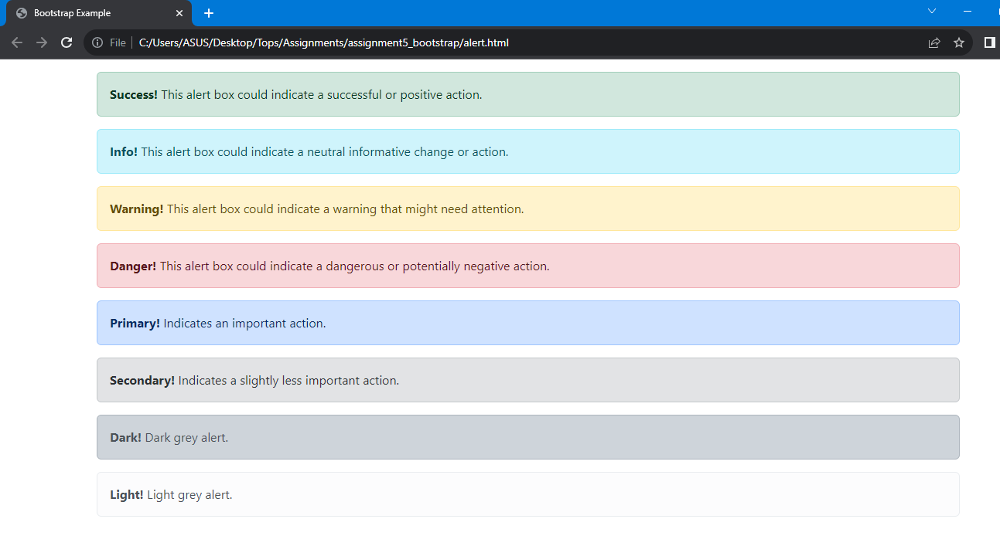 Bootstrap Example
File C:/Users/ASUS/Desktop/Tops/Assignments/assignment5_bootstrap/alert.html
Success! This alert box could indicate a successful or positive action.
Info! This alert box could indicate a neutral informative change or action.
Warning! This alert box could indicate a warning that might need attention.
Danger! This alert box could indicate a dangerous or potentially negative action.
Primary! Indicates an important action.
Secondary! Indicates a slightly less important action.
Dark! Dark grey alert.
Light! Light grey alert.